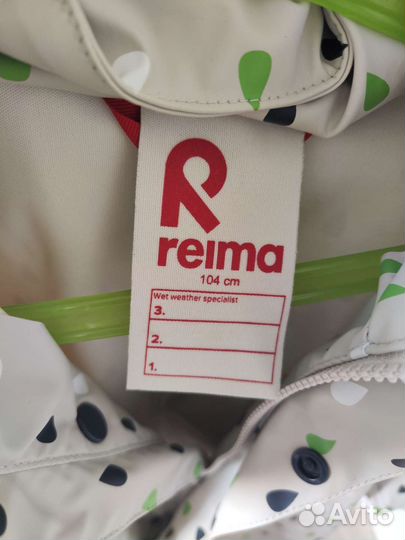 reima
104 cm
Wet weather specialist
3.
2.
1.
Avito